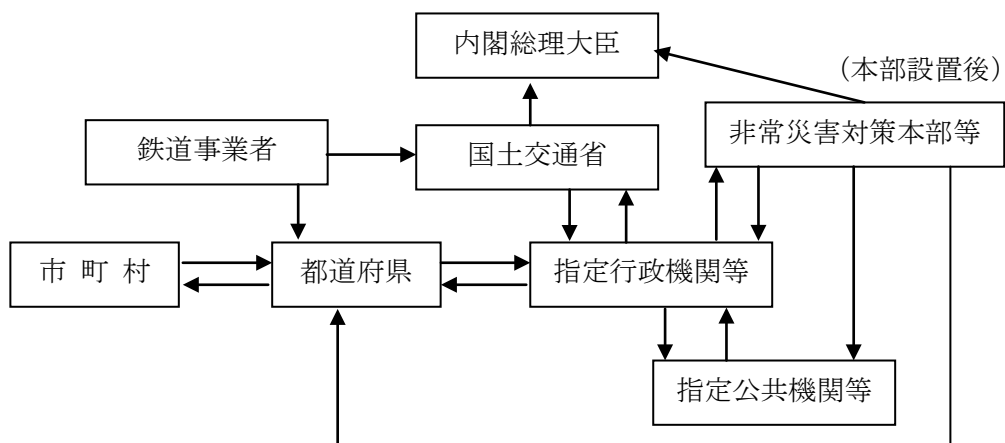 内閣総理大臣
（本部設置後）
非常災害対策本部等
鉄道事業者
国土交通省
市 町 村
都道府県
指定行政機関等
指定公共機関等